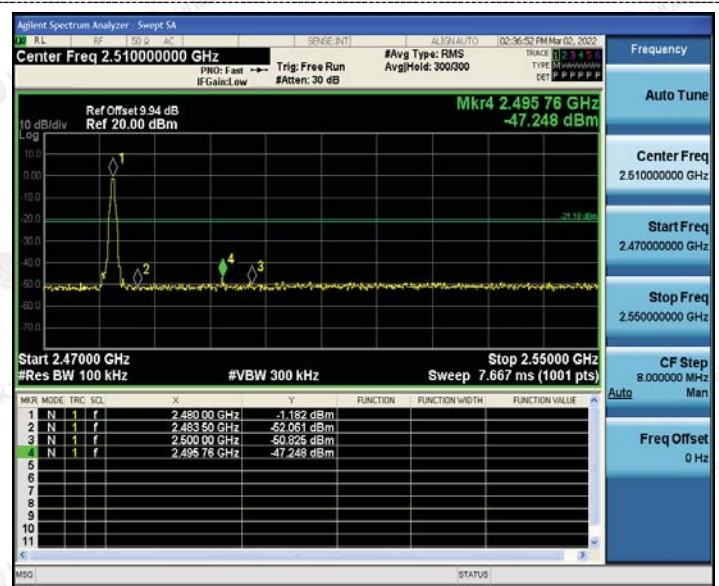 Agilent Spectrum Analyzer - Swept SA
RL RF 50 Ω AC SENSE:INT ALIGN AUTO 02:36:52 PM Mar 02, 2022
Center Freq 2.510000000 GHz
PNO: Fast
IFGain:Low
Trig: Free Run
#Atten: 30 dB
#Avg Type: RMS
Avg|Hold: 300/300
TRACE 1 2 3 4 5 6
TYPE M
DET P P P P P P
Ref Offset 9.94 dB
10 dB/div Ref 20.00 dBm
Log
Mkr4 2.495 76 GHz
-47.248 dBm
10.0
0.00
-10.0
-20.0
-30.0
-40.0
-50.0
-60.0
-70.0
1
2
4
3
-21.18 dBm
Start 2.47000 GHz Stop 2.55000 GHz
#Res BW 100 kHz #VBW 300 kHz Sweep 7.667 ms (1001 pts)
MKR MODE TRC SCL X Y FUNCTION FUNCTION WIDTH FUNCTION VALUE
1 N 1 f 2.480 00 GHz -1.182 dBm
2 N 1 f 2.483 50 GHz -52.061 dBm
3 N 1 f 2.500 00 GHz -50.825 dBm
4 N 1 f 2.495 76 GHz -47.248 dBm
5
6
7
8
9
10
11
MSG STATUS
Frequency
Auto Tune
Center Freq
2.510000000 GHz
Start Freq
2.470000000 GHz
Stop Freq
2.550000000 GHz
CF Step
8.000000 MHz
Auto Man
Freq Offset
0 Hz